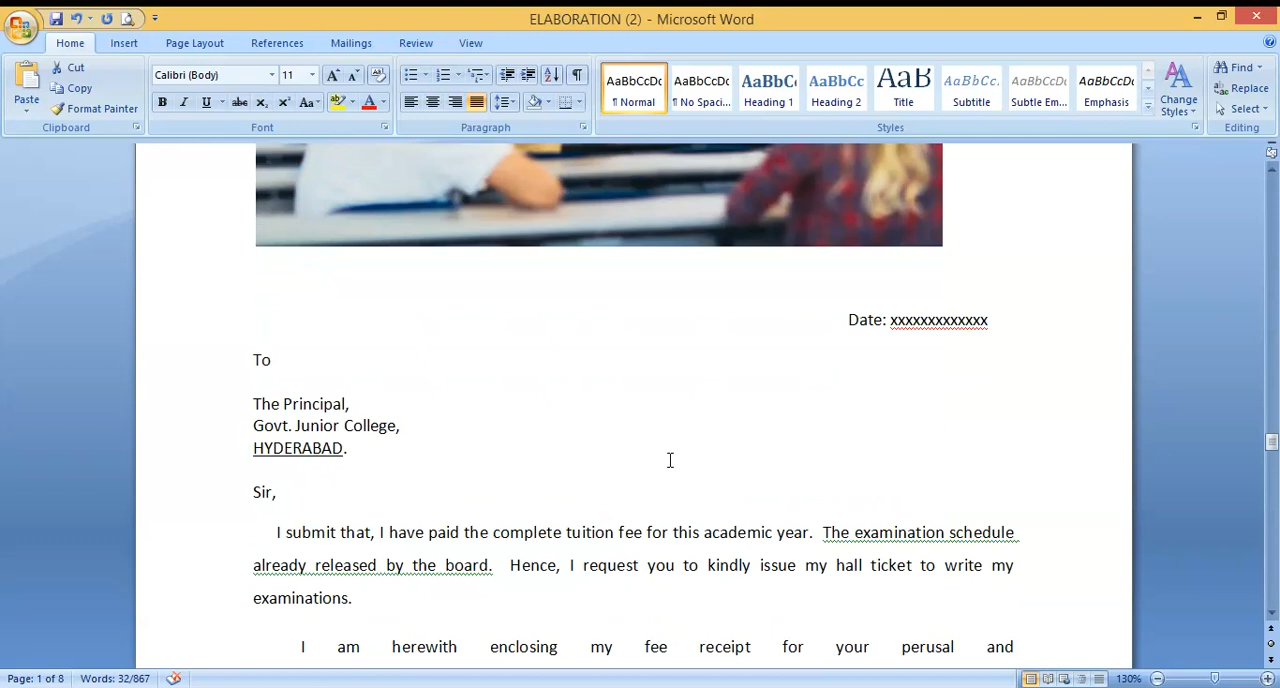 ELABORATION (2) - Microsoft Word
Home Insert Page Layout References Mailings Review View
Paste
Cut
Copy
Format Painter
Clipboard
Calibri (Body) 11
Font
Paragraph
AaBbCcDc AaBbCcDc AaBbC AaBbCc AaB AaBbCc. AaBbCcDc AaBbCcDc
¶ Normal ¶ No Spaci... Heading 1 Heading 2 Title Subtitle Subtle Em... Emphasis
Change Styles
Styles
Find
Replace
Select
Editing
Date: xxxxxxxxxxxxx
To
The Principal,
Govt. Junior College,
HYDERABAD.
Sir,
I submit that, I have paid the complete tuition fee for this academic year. The examination schedule
already released by the board. Hence, I request you to kindly issue my hall ticket to write my
examinations.
I am herewith enclosing my fee receipt for your perusal and
Page: 1 of 8 Words: 32/867 130%